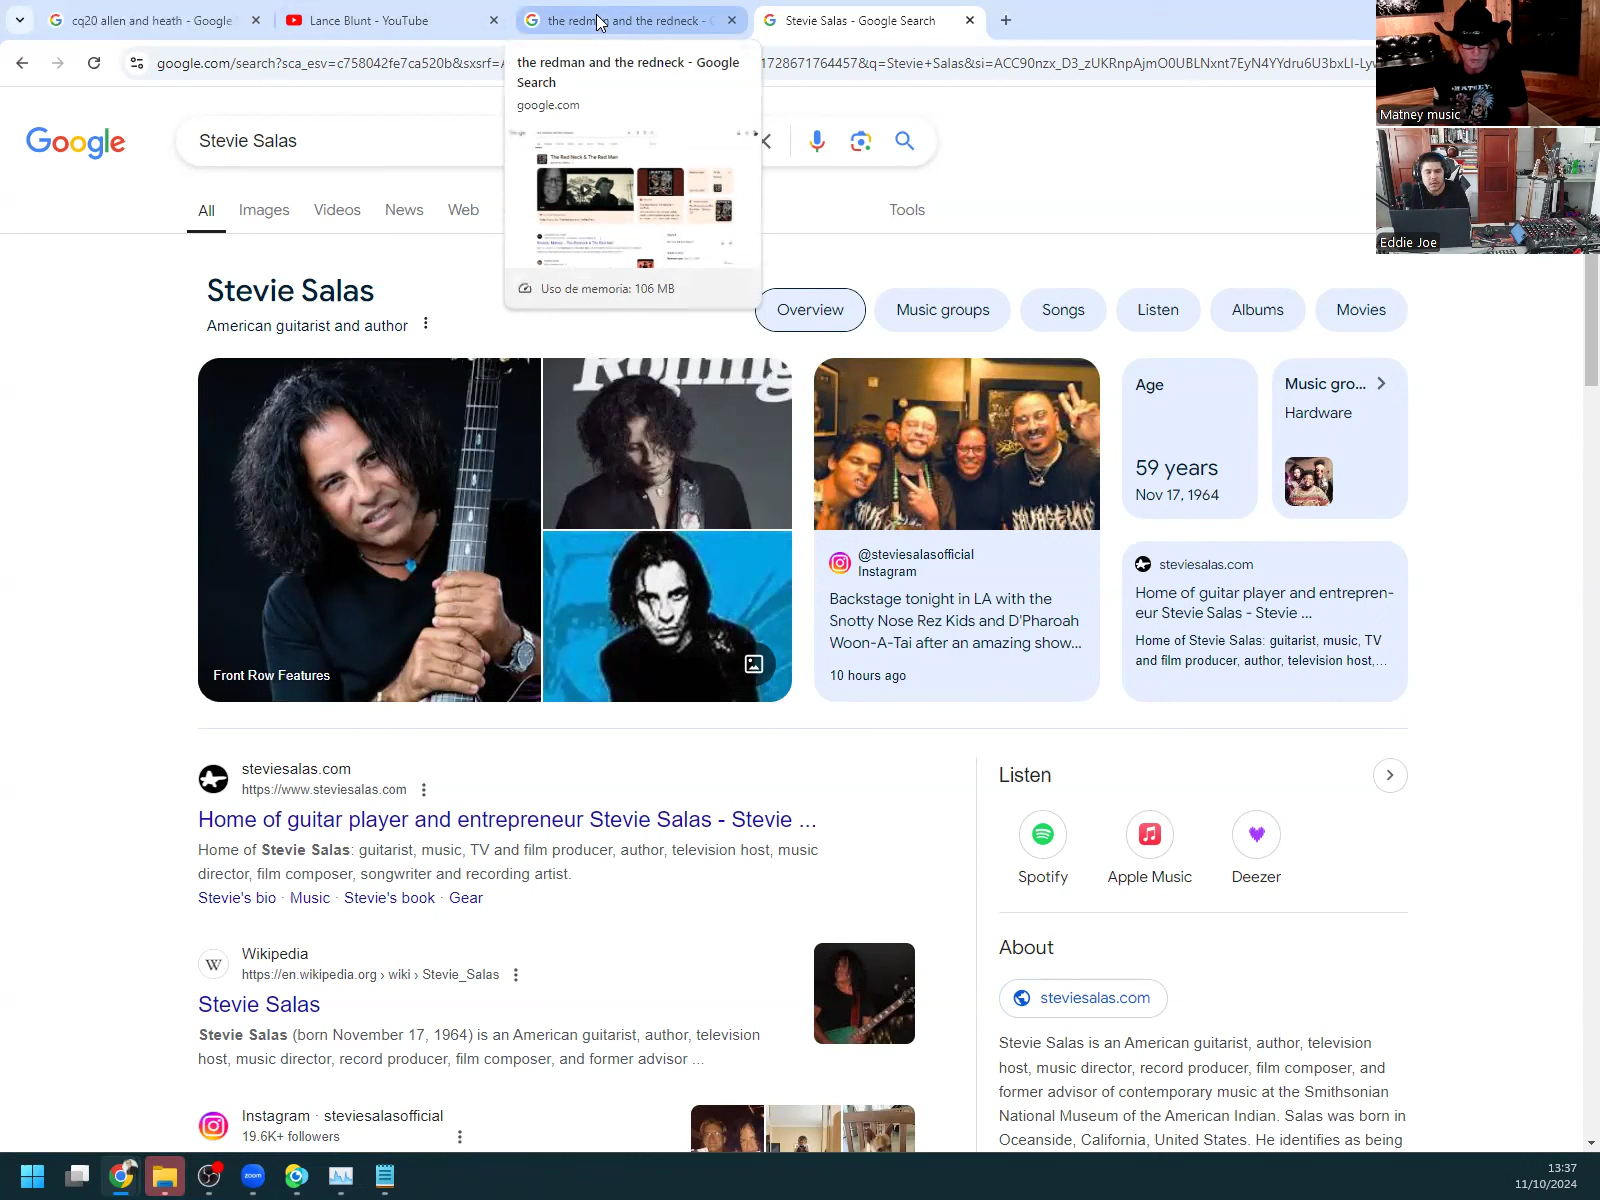 cq20 allen and heath - Google
Lance Blunt - YouTube
the redman and the redneck - G
Stevie Salas - Google Search
google.com/search?sca_esv=c758042fe7ca520b&sxsrf=A
1728671764457&q=Stevie+Salas&si=ACC90nzx_D3_zUKRnpAjmO0UBLNxnt7EyN4YYdru6U3bxLI-Ly
the redman and the redneck - Google
Search
google.com
The Red Neck & The Red Man
Uso de memoria: 106 MB
MATNEY
Matney music
Eddie Joe
Google
Stevie Salas
All
Images
Videos
News
Web
Tools
Stevie Salas
American guitarist and author
Overview
Music groups
Songs
Listen
Albums
Movies
Rolling
Front Row Features
@steviesalasofficial
Instagram
Backstage tonight in LA with the
Snotty Nose Rez Kids and D'Pharoah
Woon-A-Tai after an amazing show...
10 hours ago
Age
59 years
Nov 17, 1964
Music gro...
Hardware
steviesalas.com
Home of guitar player and entrepren-
eur Stevie Salas - Stevie ...
Home of Stevie Salas: guitarist, music, TV
and film producer, author, television host,...
steviesalas.com
https://www.steviesalas.com
Home of guitar player and entrepreneur Stevie Salas - Stevie ...
Home of Stevie Salas: guitarist, music, TV and film producer, author, television host, music
director, film composer, songwriter and recording artist.
Stevie's bio · Music · Stevie's book · Gear
W
Wikipedia
https://en.wikipedia.org › wiki › Stevie_Salas
Stevie Salas
Stevie Salas (born November 17, 1964) is an American guitarist, author, television
host, music director, record producer, film composer, and former advisor ...
Instagram · steviesalasofficial
19.6K+ followers
Listen
Spotify
Apple Music
Deezer
About
steviesalas.com
Stevie Salas is an American guitarist, author, television
host, music director, record producer, film composer, and
former advisor of contemporary music at the Smithsonian
National Museum of the American Indian. Salas was born in
Oceanside, California, United States. He identifies as being
zoom
13:37
11/10/2024